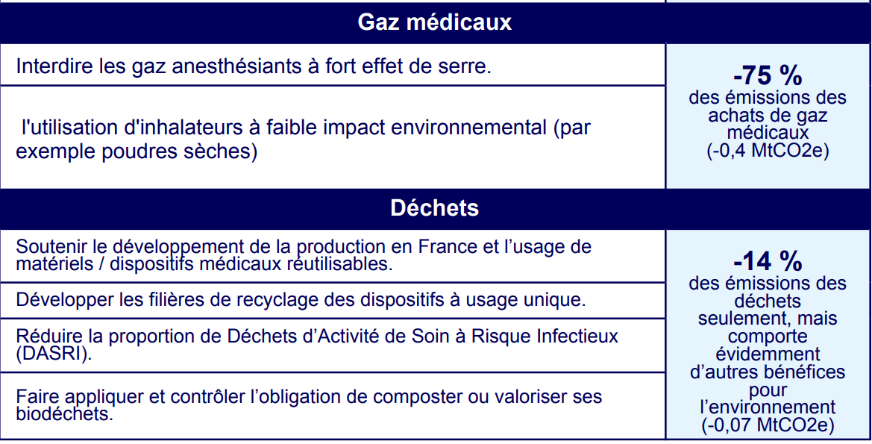 Gaz médicaux
Interdire les gaz anesthésiants à fort effet de serre.
l'utilisation d'inhalateurs à faible impact environnemental (par
exemple poudres sèches)
-75 %
des émissions des
achats de gaz
médicaux
(-0,4 MtCO2e)
Déchets
Soutenir le développement de la production en France et l’usage de
matériels / dispositifs médicaux réutilisables.
Développer les filières de recyclage des dispositifs à usage unique.
Réduire la proportion de Déchets d’Activité de Soin à Risque Infectieux
(DASRI).
Faire appliquer et contrôler l’obligation de composter ou valoriser ses
biodéchets.
-14 %
des émissions des
déchets
seulement, mais
comporte
évidemment
d’autres bénéfices
pour
l’environnement
(-0,07 MtCO2e)